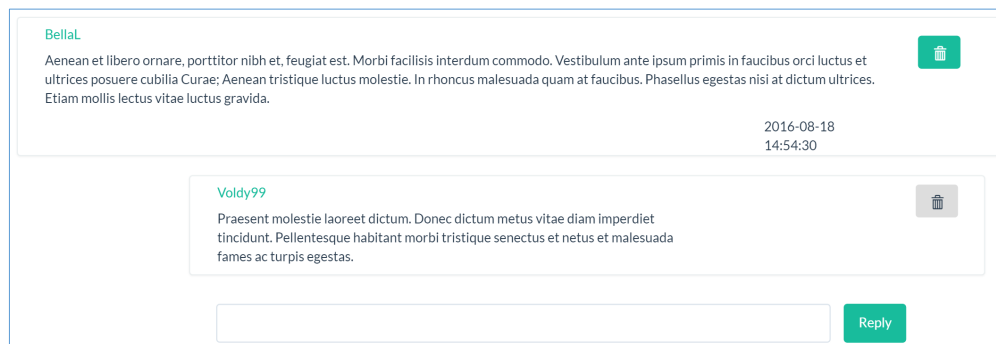 BellaL
Aenean et libero ornare, porttitor nibh et, feugiat est. Morbi facilisis interdum commodo. Vestibulum ante ipsum primis in faucibus orci luctus et
ultrices posuere cubilia Curae; Aenean tristique luctus molestie. In rhoncus malesuada quam at faucibus. Phasellus egestas nisi at dictum ultrices.
Etiam mollis lectus vitae luctus gravida.
2016-08-18
14:54:30
Voldy99
Praesent molestie laoreet dictum. Donec dictum metus vitae diam imperdiet
tincidunt. Pellentesque habitant morbi tristique senectus et netus et malesuada
fames ac turpis egestas.
Reply